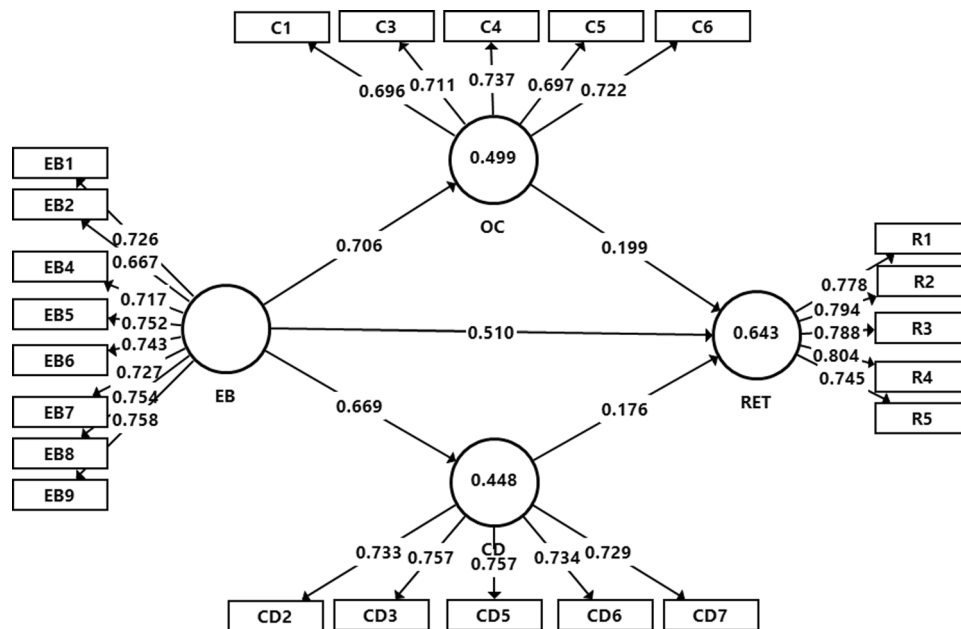 C1 C3 C4 C5 C6
0.696 0.711 0.737 0.697 0.722
0.499
OC
EB1
EB2
EB4
EB5
EB6
EB7
EB8
EB9
0.726
0.667
0.717
0.752
0.743
0.727
0.754
0.758
EB
0.706
0.199
0.510
0.669
0.176
0.643
RET
0.778
0.794
0.788
0.804
0.745
R1
R2
R3
R4
R5
0.448
CD
0.733 0.757 0.757 0.734 0.729
CD2 CD3 CD5 CD6 CD7